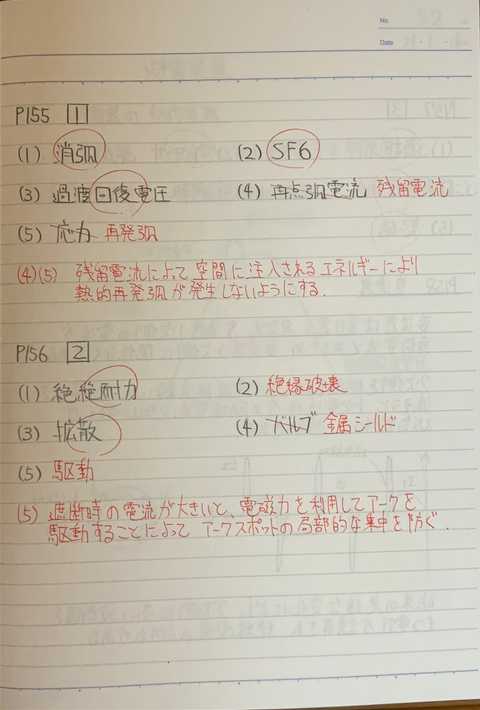 No.
Date
P155 1
(1) 消弧 (2) SF6
(3) 過渡回復電圧 (4) 再点弧電流 残留電流
(5) 応力 再発弧
(4)(5) 残留電流によって空間に注入されるエネルギーにより
熱的再発弧が発生しないようにする.
P156 2
(1) 絶縁耐力 (2) 絶縁破壊
(3) 拡散 (4) バルブ 金属シールド
(5) 駆動
(5) 遮断時の電流が大きいと、電磁力を利用してアークを
駆動することによって アークスポットの局部的な集中を防ぐ.